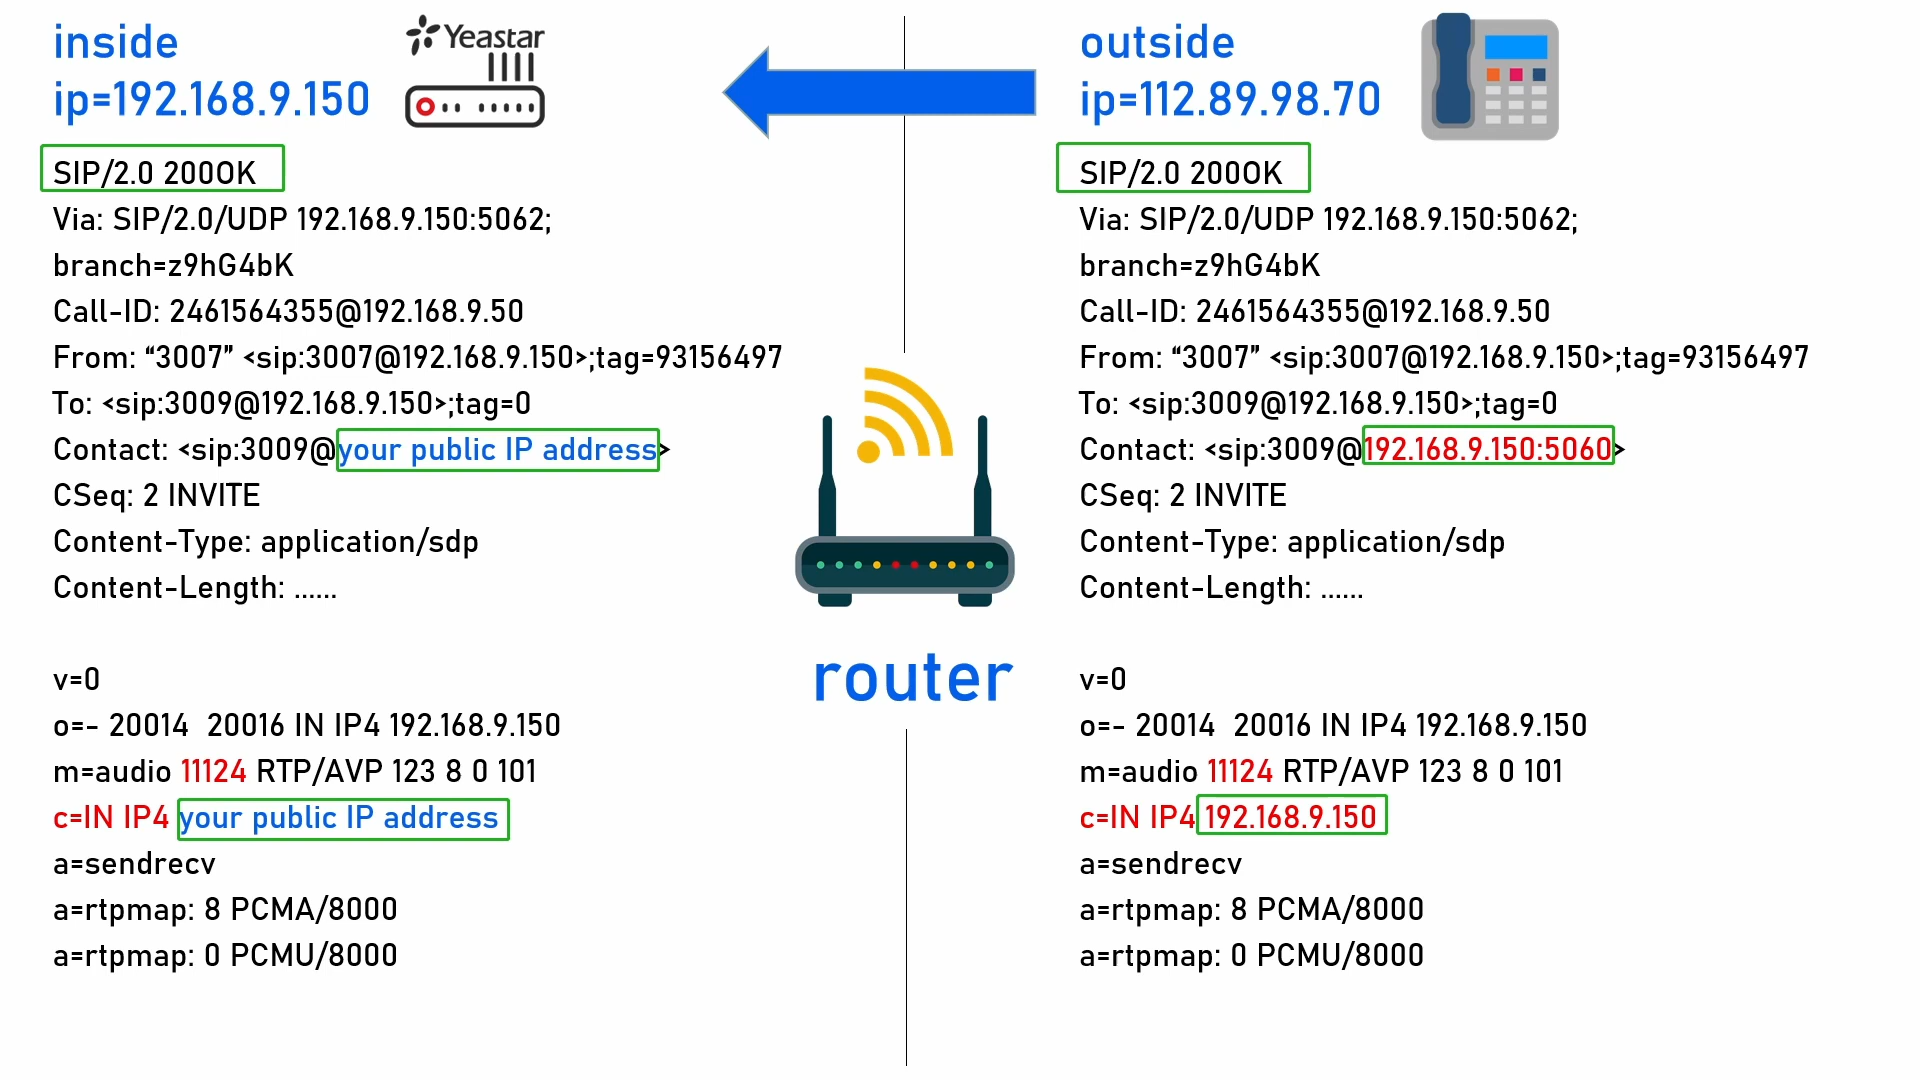 inside
ip=192.168.9.150
Yeastar
SIP/2.0 200OK
Via: SIP/2.0/UDP 192.168.9.150:5062;
branch=z9hG4bK
Call-ID: 2461564355@192.168.9.50
From: “3007” <sip:3007@192.168.9.150>;tag=93156497
To: <sip:3009@192.168.9.150>;tag=0
Contact: <sip:3009@your public IP address>
CSeq: 2 INVITE
Content-Type: application/sdp
Content-Length: ......
v=0
o=- 20014  20016 IN IP4 192.168.9.150
m=audio 11124 RTP/AVP 123 8 0 101
c=IN IP4 your public IP address
a=sendrecv
a=rtpmap: 8 PCMA/8000
a=rtpmap: 0 PCMU/8000
router
outside
ip=112.89.98.70
SIP/2.0 200OK
Via: SIP/2.0/UDP 192.168.9.150:5062;
branch=z9hG4bK
Call-ID: 2461564355@192.168.9.50
From: “3007” <sip:3007@192.168.9.150>;tag=93156497
To: <sip:3009@192.168.9.150>;tag=0
Contact: <sip:3009@192.168.9.150:5060>
CSeq: 2 INVITE
Content-Type: application/sdp
Content-Length: ......
v=0
o=- 20014  20016 IN IP4 192.168.9.150
m=audio 11124 RTP/AVP 123 8 0 101
c=IN IP4 192.168.9.150
a=sendrecv
a=rtpmap: 8 PCMA/8000
a=rtpmap: 0 PCMU/8000